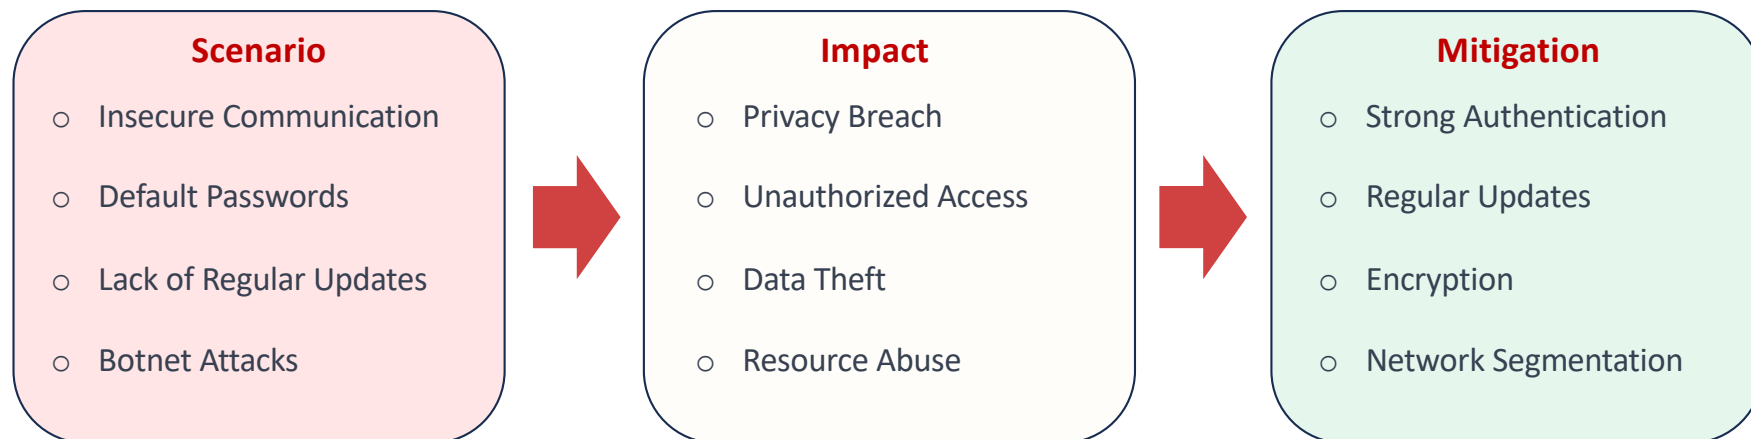 Scenario
○ Insecure Communication
○ Default Passwords
○ Lack of Regular Updates
○ Botnet Attacks
Impact
○ Privacy Breach
○ Unauthorized Access
○ Data Theft
○ Resource Abuse
Mitigation
○ Strong Authentication
○ Regular Updates
○ Encryption
○ Network Segmentation